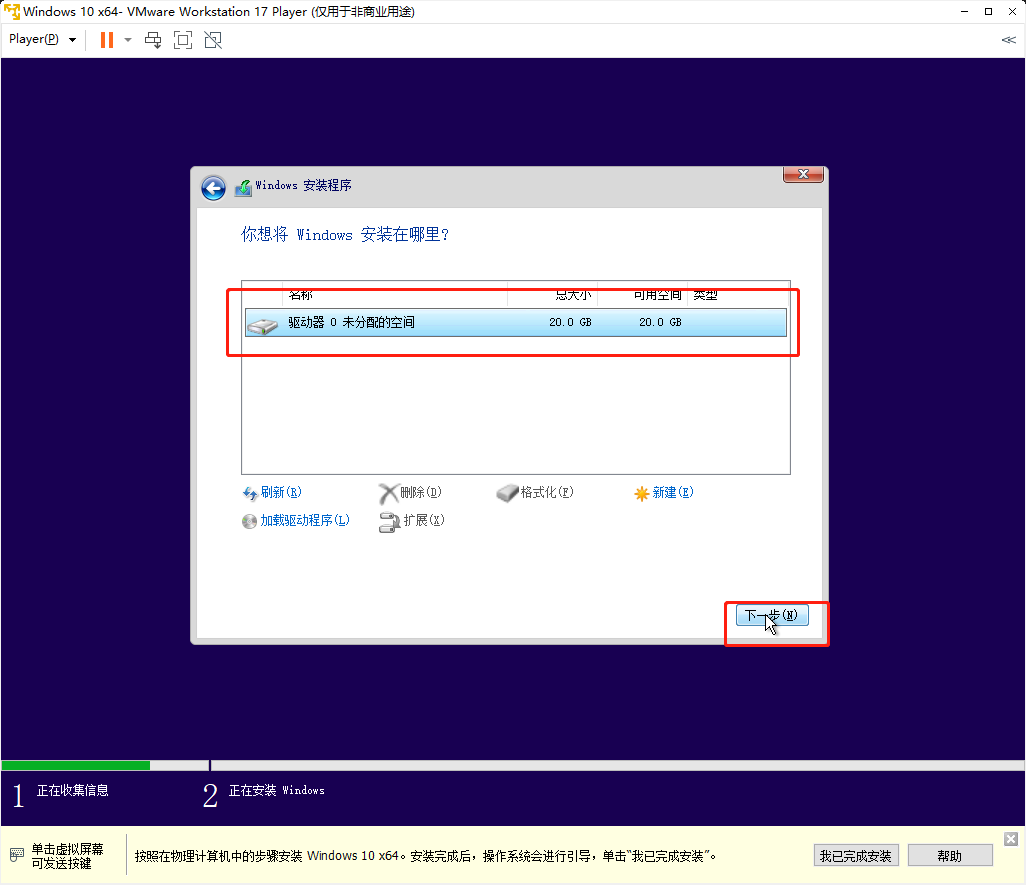 Windows 10 x64- VMware Workstation 17 Player (仅用于非商业用途)
Player(P)
Windows 安装程序
你想将 Windows 安装在哪里?
名称 总大小 可用空间 类型
驱动器 0 未分配的空间 20.0 GB 20.0 GB
刷新(R) 删除(D) 格式化(F) 新建(E)
加载驱动程序(L) 扩展(X)
下一步(N)
1 正在收集信息 2 正在安装 Windows
单击虚拟屏幕
可发送按键
按照在物理计算机中的步骤安装 Windows 10 x64。安装完成后，操作系统会进行引导，单击“我已完成安装”。
我已完成安装 帮助